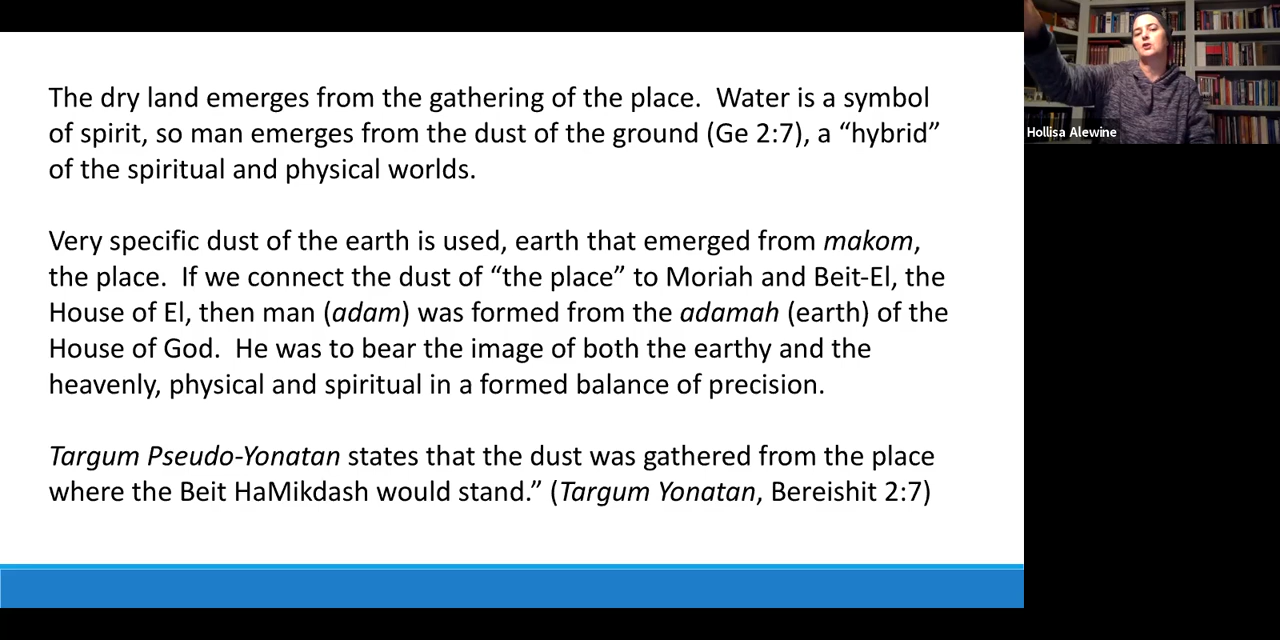 The dry land emerges from the gathering of the place.  Water is a symbol
of spirit, so man emerges from the dust of the ground (Ge 2:7), a “hybrid”
of the spiritual and physical worlds.
Very specific dust of the earth is used, earth that emerged from makom,
the place.  If we connect the dust of “the place” to Moriah and Beit-El, the
House of El, then man (adam) was formed from the adamah (earth) of the
House of God.  He was to bear the image of both the earthy and the
heavenly, physical and spiritual in a formed balance of precision.
Targum Pseudo-Yonatan states that the dust was gathered from the place
where the Beit HaMikdash would stand.” (Targum Yonatan, Bereishit 2:7)
Hollisa Alewine